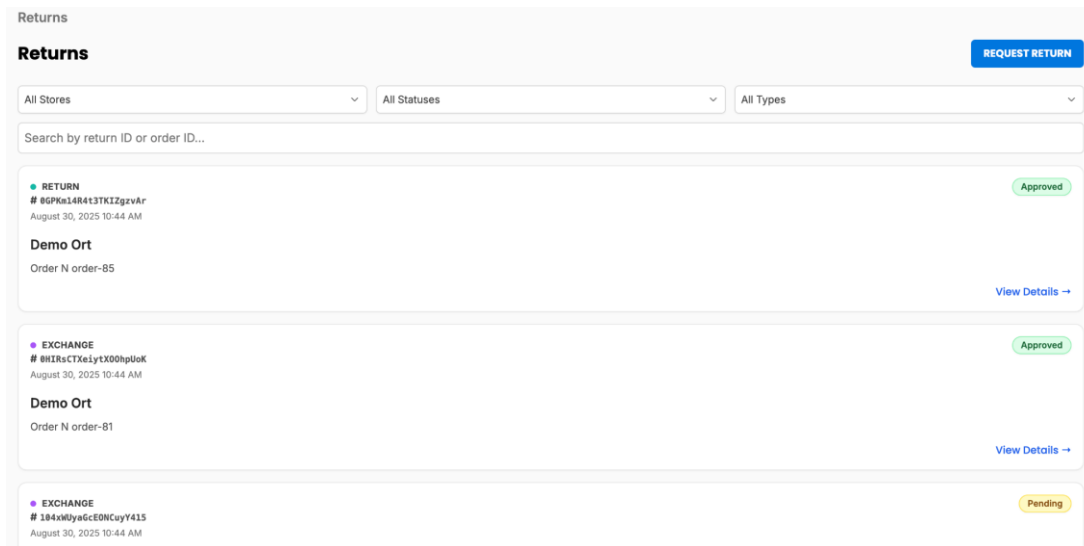 Returns
Returns
REQUEST RETURN
All Stores
All Statuses
All Types
Search by return ID or order ID...
RETURN
Approved
# 0GPKm14R4t3TKIZgzvAr
August 30, 2025 10:44 AM
Demo Ort
Order N order-85
View Details →
EXCHANGE
Approved
# 0HIRsCTXeiytXOOhpUoK
August 30, 2025 10:44 AM
Demo Ort
Order N order-81
View Details →
EXCHANGE
Pending
# 104xWUyaGcEONCuyY415
August 30, 2025 10:44 AM